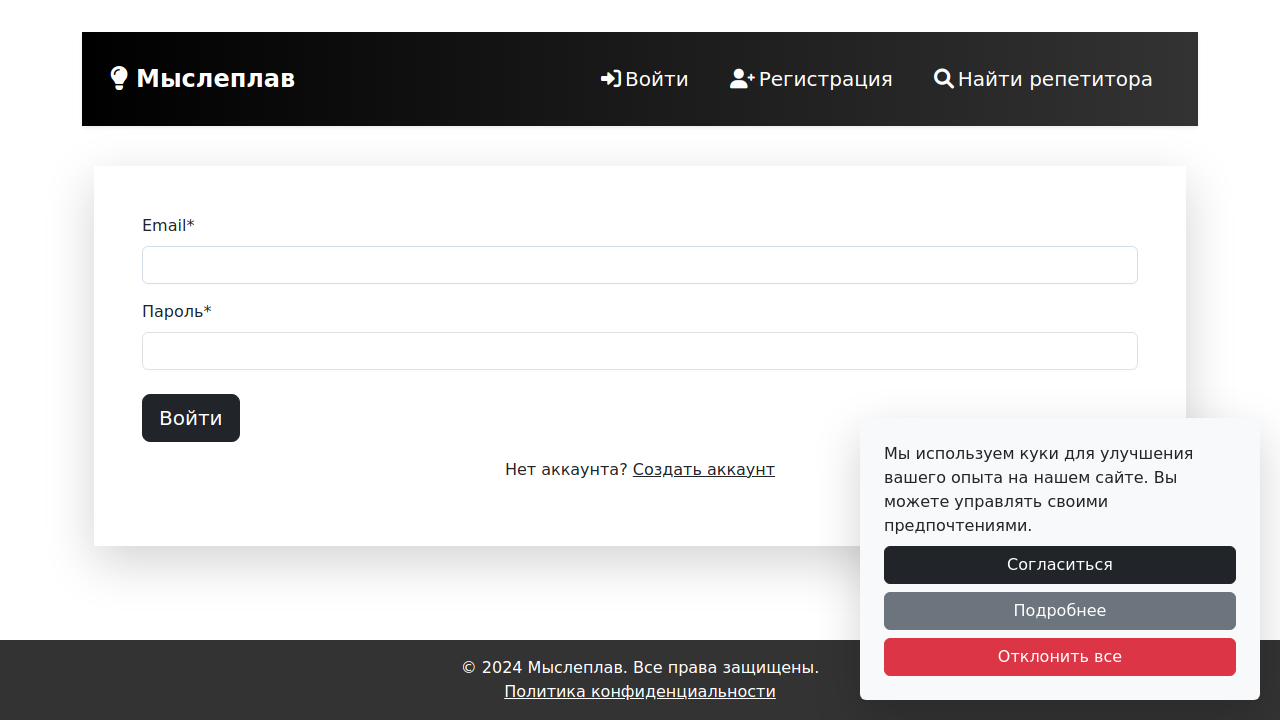 Мыслеплав
Войти
Регистрация
Найти репетитора
Email*
Пароль*
Войти
Нет аккаунта? Создать аккаунт
Мы используем куки для улучшения
вашего опыта на нашем сайте. Вы
можете управлять своими
предпочтениями.
Согласиться
Подробнее
Отклонить все
© 2024 Мыслеплав. Все права защищены.
Политика конфиденциальности